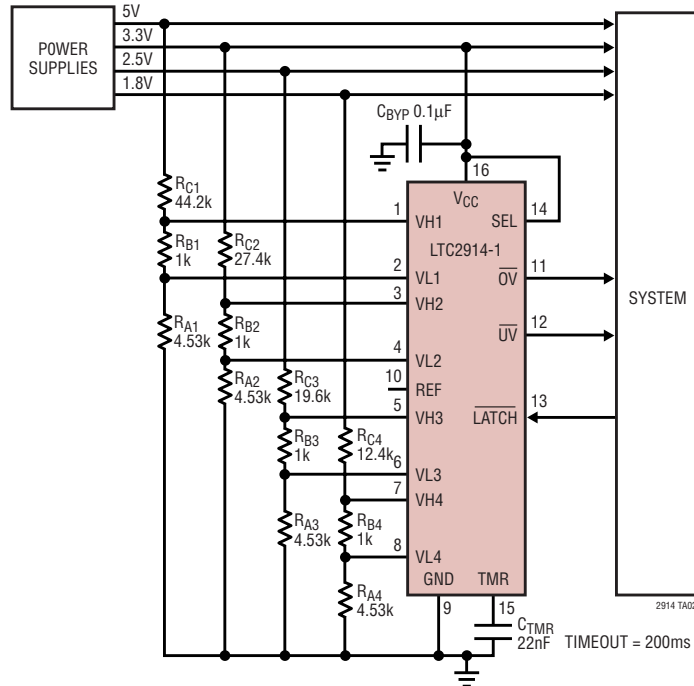 POWER
SUPPLIES
5V
3.3V
2.5V
1.8V
CBYP 0.1µF
16
VCC
RC1
44.2k
1
VH1
SEL
14
LTC2914-1
RB1
1k
RC2
27.4k
2
VL1
OV
11
3
VH2
SYSTEM
RA1
4.53k
RB2
1k
UV
12
4
VL2
RA2
4.53k
RC3
19.6k
10
REF
5
VH3
LATCH
13
RB3
1k
RC4
12.4k
6
VL3
7
VH4
RA3
4.53k
RB4
1k
8
VL4
RA4
4.53k
GND
TMR
9
15
2914 TA02
CTMR
22nF
TIMEOUT = 200ms